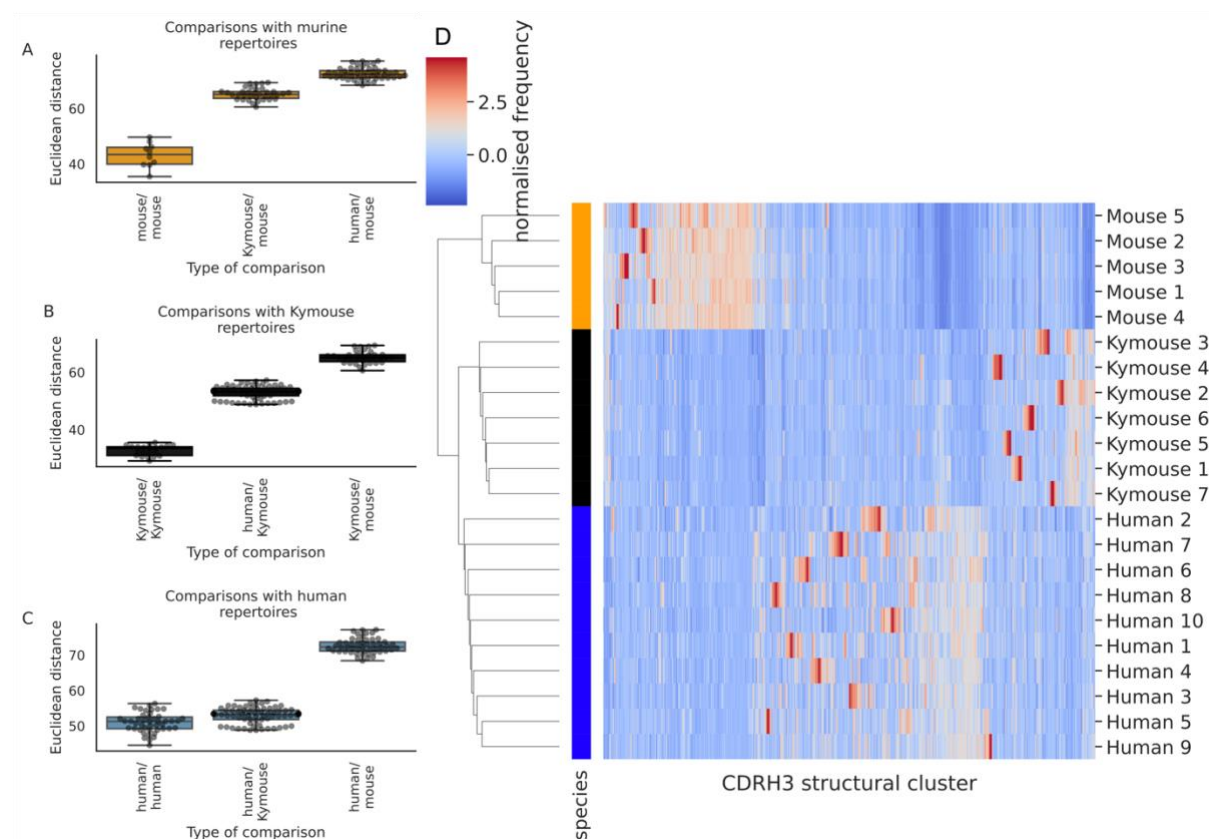 A
Comparisons with murine
repertoires
Euclidean distance
60
40
mouse/
mouse
Kymouse/
mouse
human/
mouse
Type of comparison
B
Comparisons with Kymouse
repertoires
Euclidean distance
60
40
Kymouse/
Kymouse
human/
Kymouse
Kymouse/
mouse
Type of comparison
C
Comparisons with human
repertoires
Euclidean distance
70
60
50
human/
human
human/
Kymouse
human/
mouse
Type of comparison
D
2.5
0.0
normalised frequency
Mouse 5
Mouse 2
Mouse 3
Mouse 1
Mouse 4
Kymouse 3
Kymouse 4
Kymouse 2
Kymouse 6
Kymouse 5
Kymouse 1
Kymouse 7
Human 2
Human 7
Human 6
Human 8
Human 10
Human 1
Human 4
Human 3
Human 5
Human 9
species
CDRH3 structural cluster